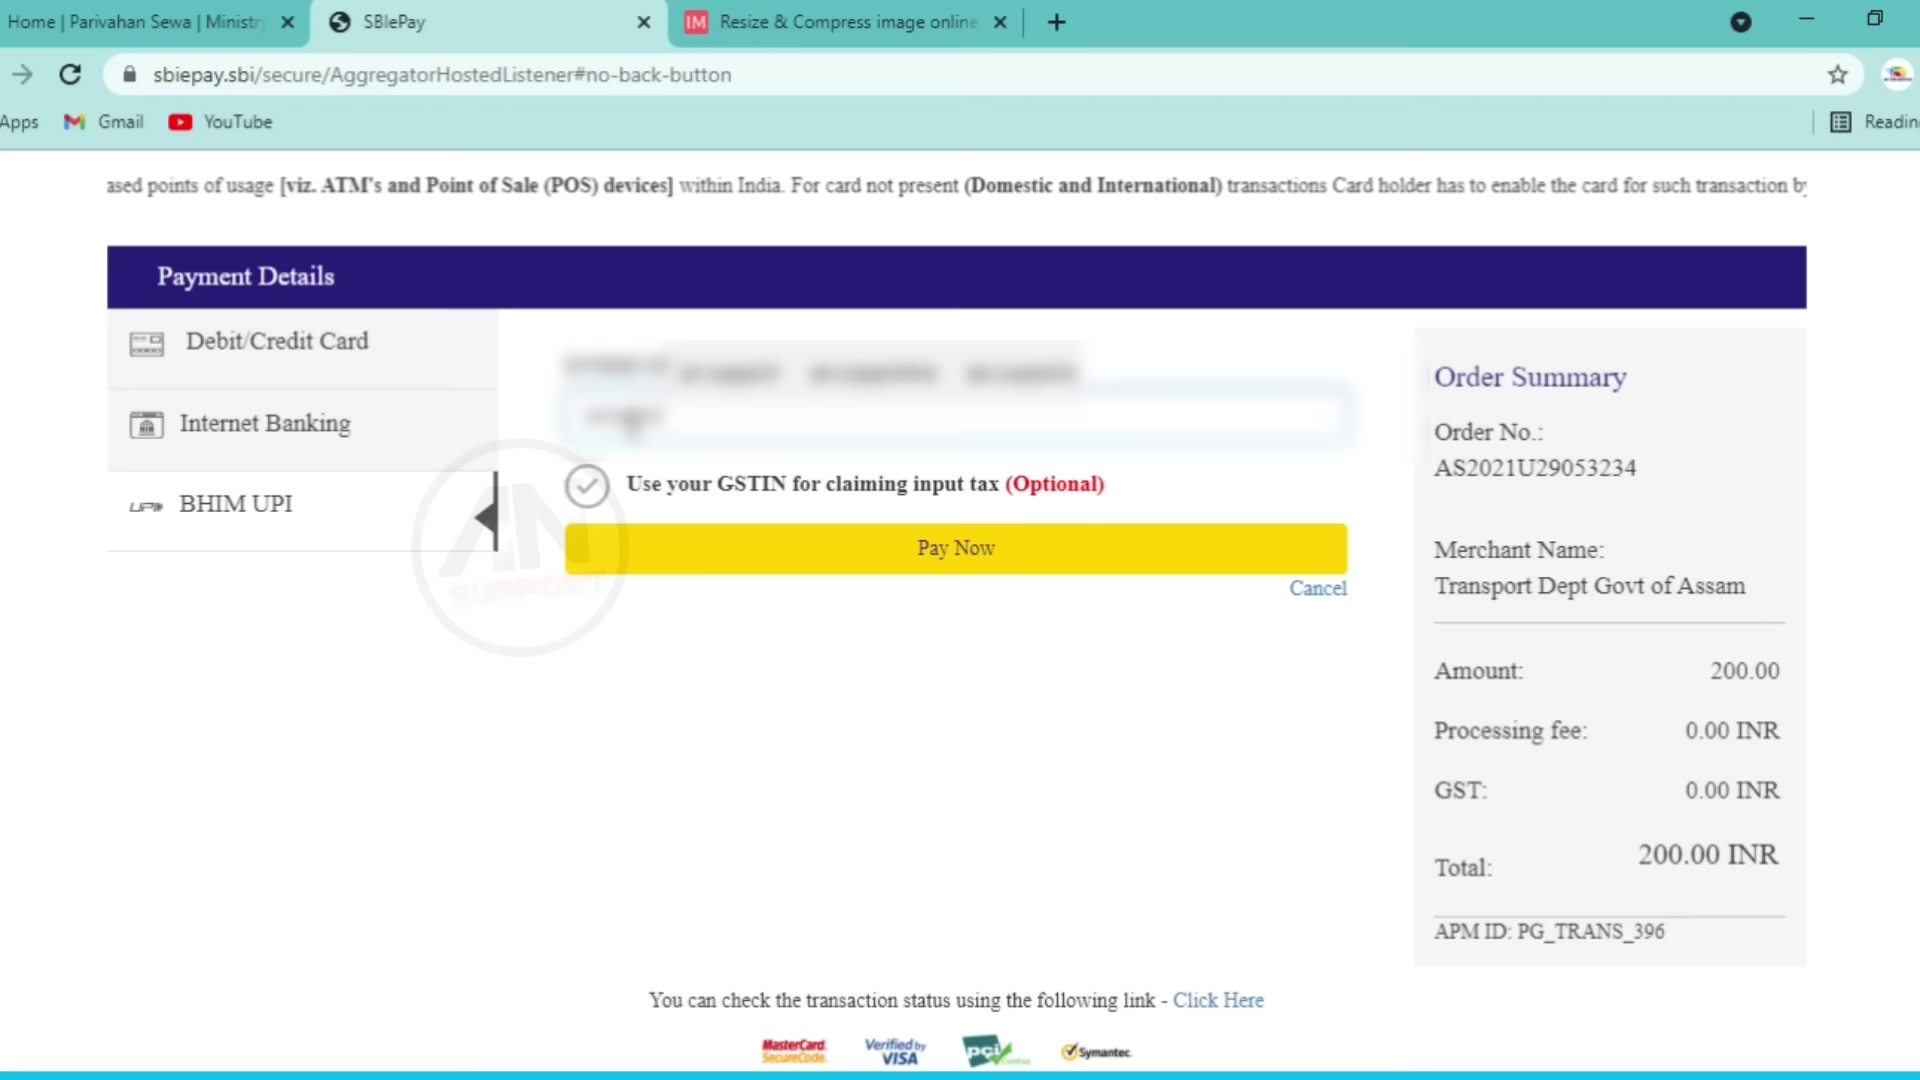 Home | Parivahan Sewa | Ministry
SBIePay
IM Resize & Compress image online
sbiepay.sbi/secure/AggregatorHostedListener#no-back-button
Apps
Gmail
YouTube
Readin
ased points of usage [viz. ATM's and Point of Sale (POS) devices] within India. For card not present (Domestic and International) transactions Card holder has to enable the card for such transaction by
Payment Details
Debit/Credit Card
Internet Banking
UPI BHIM UPI
Use your GSTIN for claiming input tax (Optional)
Pay Now
Cancel
AN
SUPPORT
Order Summary
Order No.:
AS2021U29053234
Merchant Name:
Transport Dept Govt of Assam
Amount: 200.00
Processing fee: 0.00 INR
GST: 0.00 INR
Total: 200.00 INR
APM ID: PG_TRANS_396
You can check the transaction status using the following link - Click Here
MasterCard. SecureCode.
Verified by VISA
pci
Symantec.